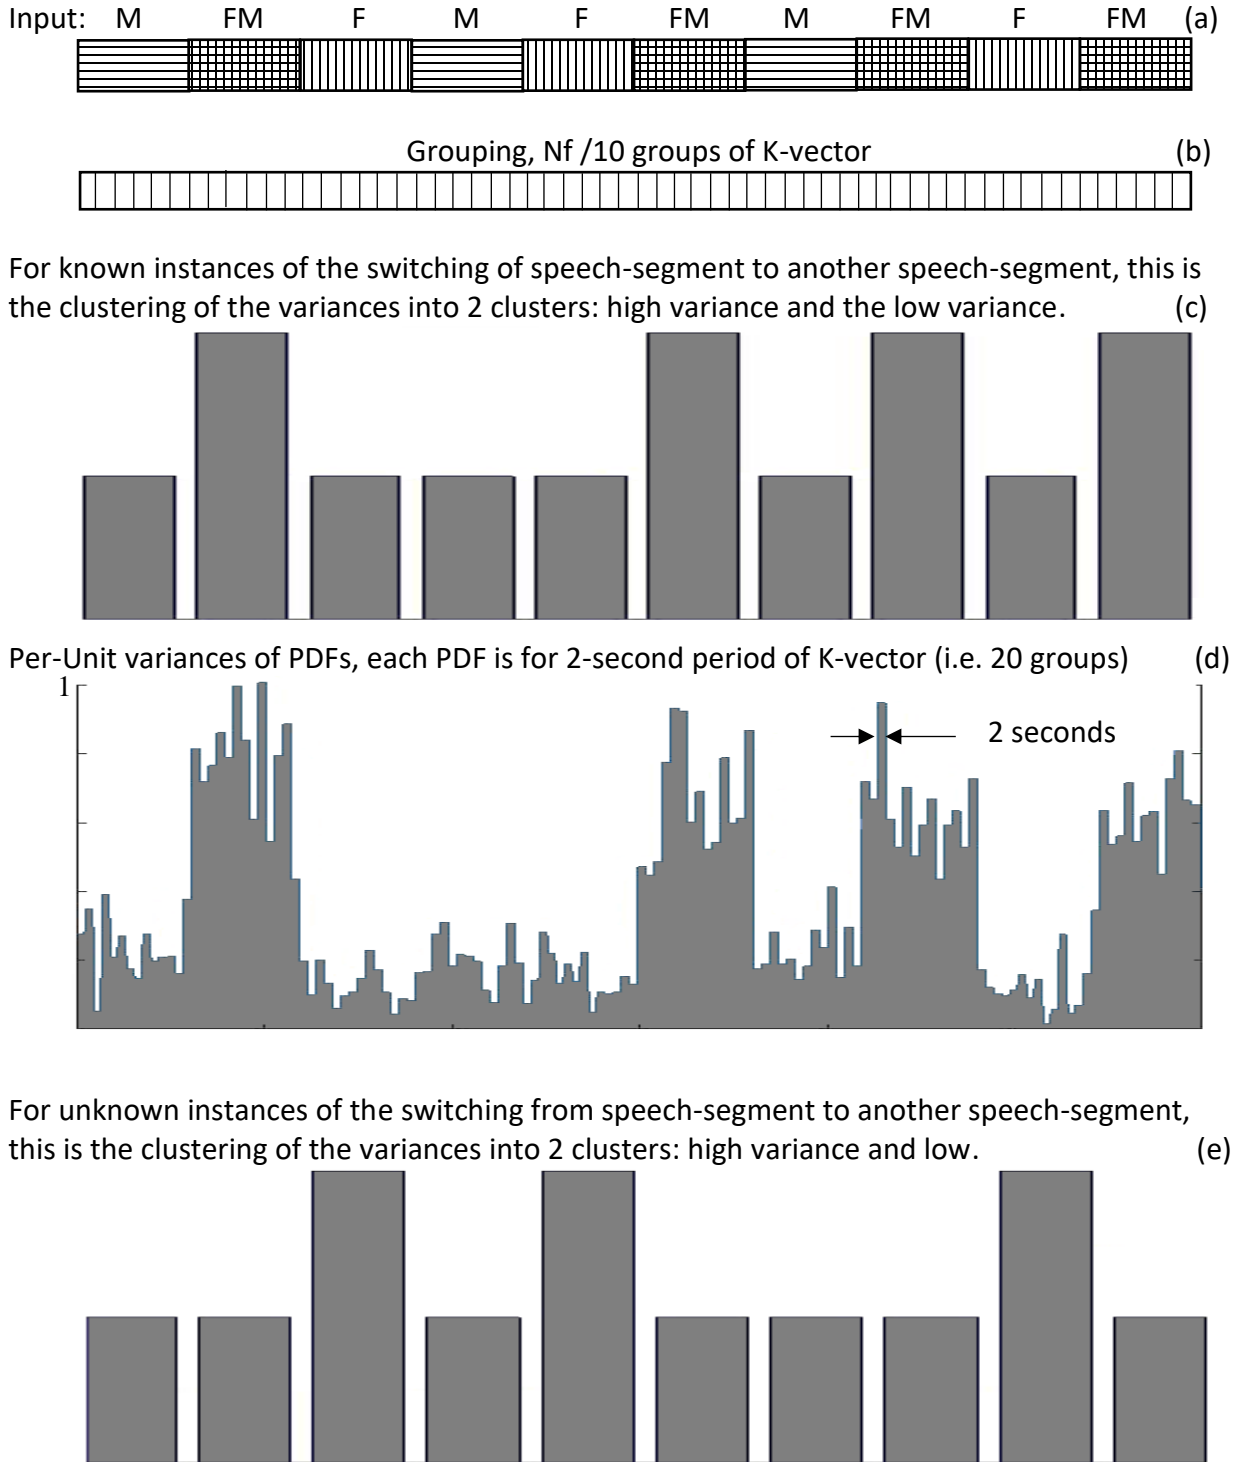 Input: M FM F M F FM M FM F FM (a)
Grouping, Nf /10 groups of K-vector (b)
For known instances of the switching of speech-segment to another speech-segment, this is
the clustering of the variances into 2 clusters: high variance and the low variance. (c)
Per-Unit variances of PDFs, each PDF is for 2-second period of K-vector (i.e. 20 groups) (d)
1
2 seconds
For unknown instances of the switching from speech-segment to another speech-segment,
this is the clustering of the variances into 2 clusters: high variance and low. (e)